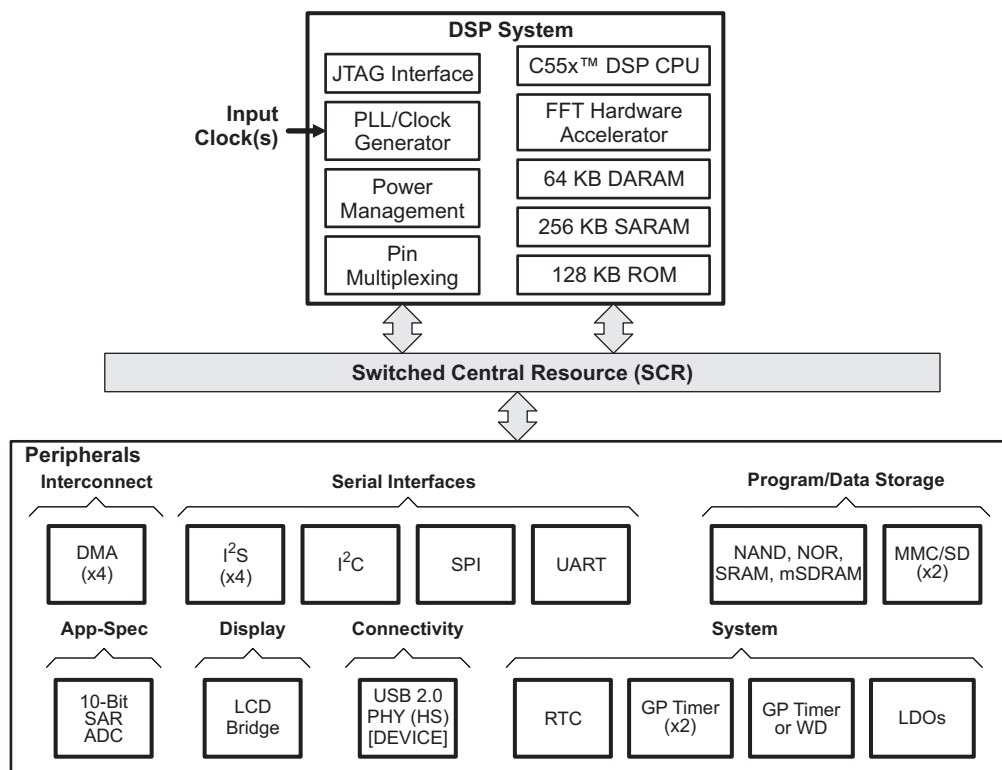 DSP System
JTAG Interface
C55x™ DSP CPU
Input
Clock(s)
PLL/Clock
Generator
FFT Hardware
Accelerator
Power
Management
64 KB DARAM
256 KB SARAM
Pin
Multiplexing
128 KB ROM
Switched Central Resource (SCR)
Peripherals
Interconnect
Serial Interfaces
Program/Data Storage
DMA
(x4)
I²S
(x4)
I²C
SPI
UART
NAND, NOR,
SRAM, mSDRAM
MMC/SD
(x2)
App-Spec
Display
Connectivity
System
10-Bit
SAR
ADC
LCD
Bridge
USB 2.0
PHY (HS)
[DEVICE]
RTC
GP Timer
(x2)
GP Timer
or WD
LDOs